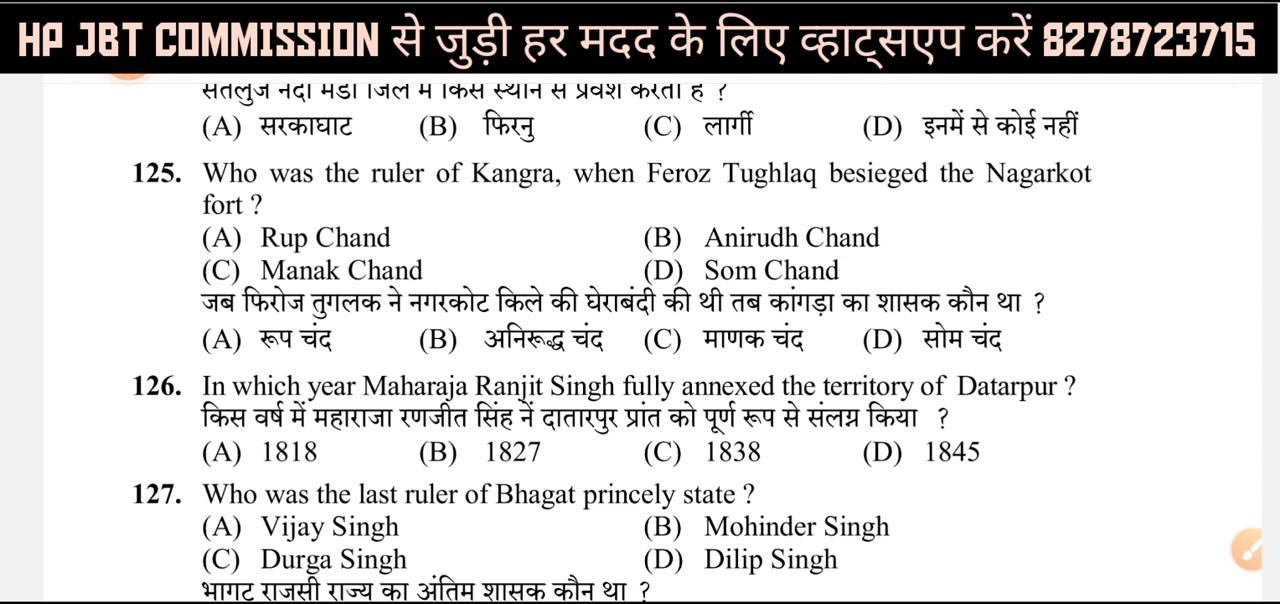 HP JBT COMMISSION से जुड़ी हर मदद के लिए व्हाट्सएप करें 8278723715
सतलुज नदी मंडी जिले में किस स्थान से प्रवेश करती है ?
(A) सरकाघाट (B) फिरनु (C) लार्गी (D) इनमें से कोई नहीं
125. Who was the ruler of Kangra, when Feroz Tughlaq besieged the Nagarkot
fort ?
(A) Rup Chand (B) Anirudh Chand
(C) Manak Chand (D) Som Chand
जब फिरोज तुगलक ने नगरकोट किले की घेराबंदी की थी तब कांगड़ा का शासक कौन था ?
(A) रूप चंद (B) अनिरूद्ध चंद (C) माणक चंद (D) सोम चंद
126. In which year Maharaja Ranjit Singh fully annexed the territory of Datarpur ?
किस वर्ष में महाराजा रणजीत सिंह नें दातारपुर प्रांत को पूर्ण रूप से संलग्न किया ?
(A) 1818 (B) 1827 (C) 1838 (D) 1845
127. Who was the last ruler of Bhagat princely state ?
(A) Vijay Singh (B) Mohinder Singh
(C) Durga Singh (D) Dilip Singh
भागट राजसी राज्य का अंतिम शासक कौन था ?